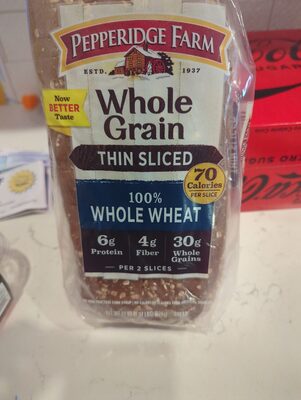 PEPPERIDGE FARM
ESTD. 1937
Now
BETTER
Taste
Whole
Grain
THIN SLICED
70
Calories
PER SLICE
100%
WHOLE WHEAT
6g
Protein
4g
Fiber
30g
Whole
Grains
PER 2 SLICES